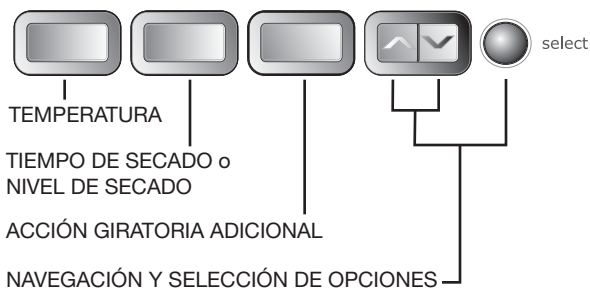 select
TEMPERATURA
TIEMPO DE SECADO o
NIVEL DE SECADO
ACCIÓN GIRATORIA ADICIONAL
NAVEGACIÓN Y SELECCIÓN DE OPCIONES